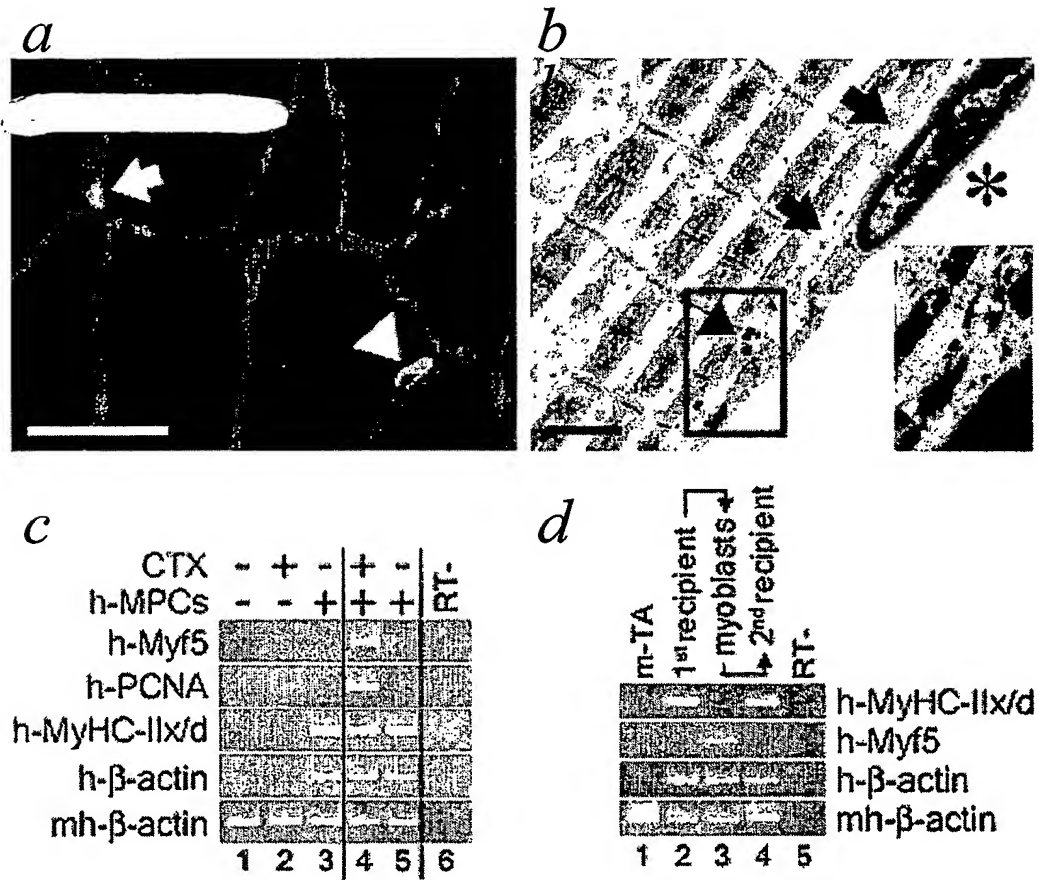 a
b
c
CTX - + - + -
h-MPCs - - + + + RT-
h-Myf5
h-PCNA
h-MyHC-IIx/d
h-β-actin
mh-β-actin
1 2 3 4 5 6
d
m-TA
1st recipient
myoblasts
2nd recipient
RT-
h-MyHC-IIx/d
h-Myf5
h-β-actin
mh-β-actin
1 2 3 4 5